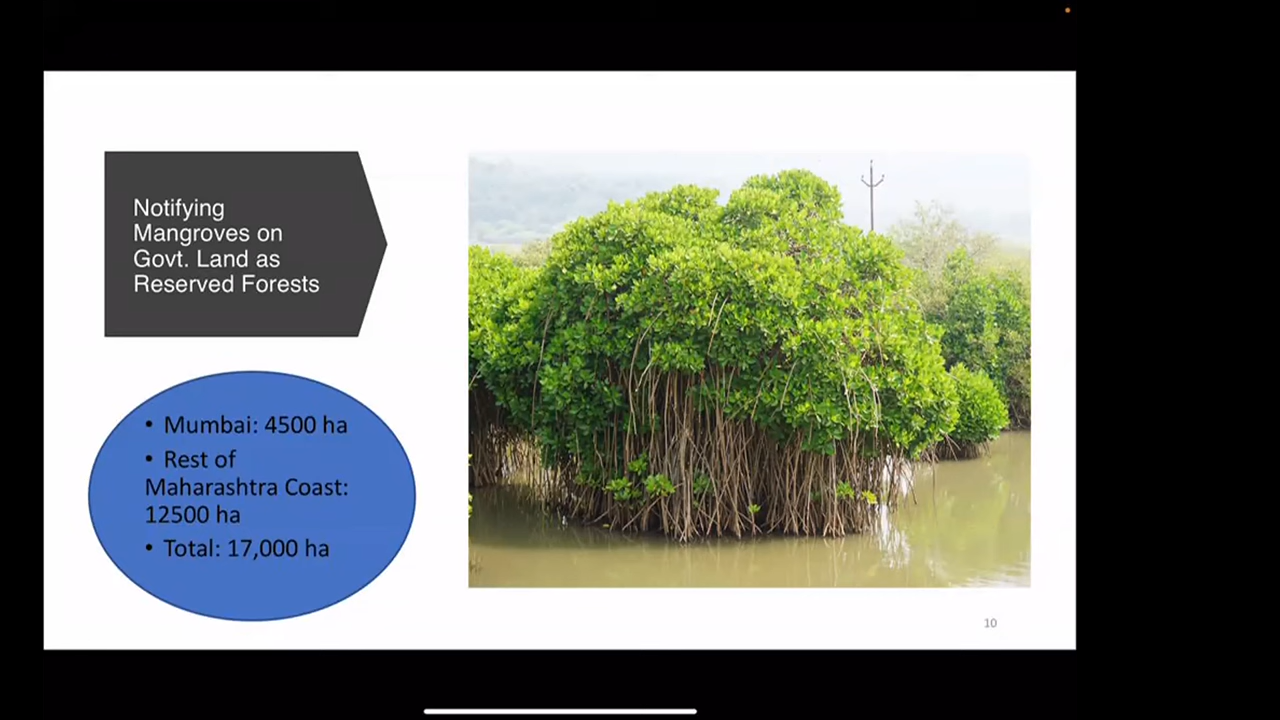 Notifying
Mangroves on
Govt. Land as
Reserved Forests
• Mumbai: 4500 ha
• Rest of
Maharashtra Coast:
12500 ha
• Total: 17,000 ha
10